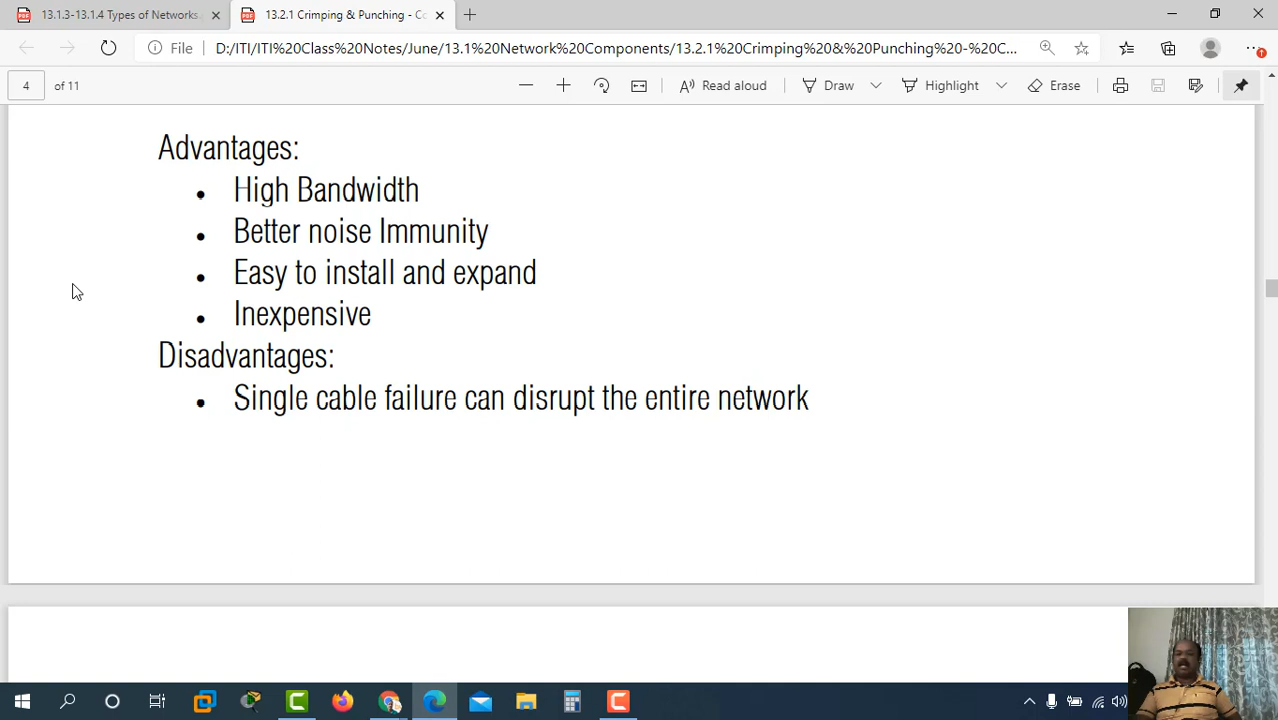 13.1.3-13.1.4 Types of Networks
13.2.1 Crimping & Punching - Co
File
D:/ITI/ITI%20Class%20Notes/June/13.1%20Network%20Components/13.2.1%20Crimping%20&%20Punching%20-%20C...
4 of 11
Read aloud
Draw
Highlight
Erase
Advantages:
• High Bandwidth
• Better noise Immunity
• Easy to install and expand
• Inexpensive
Disadvantages:
• Single cable failure can disrupt the entire network